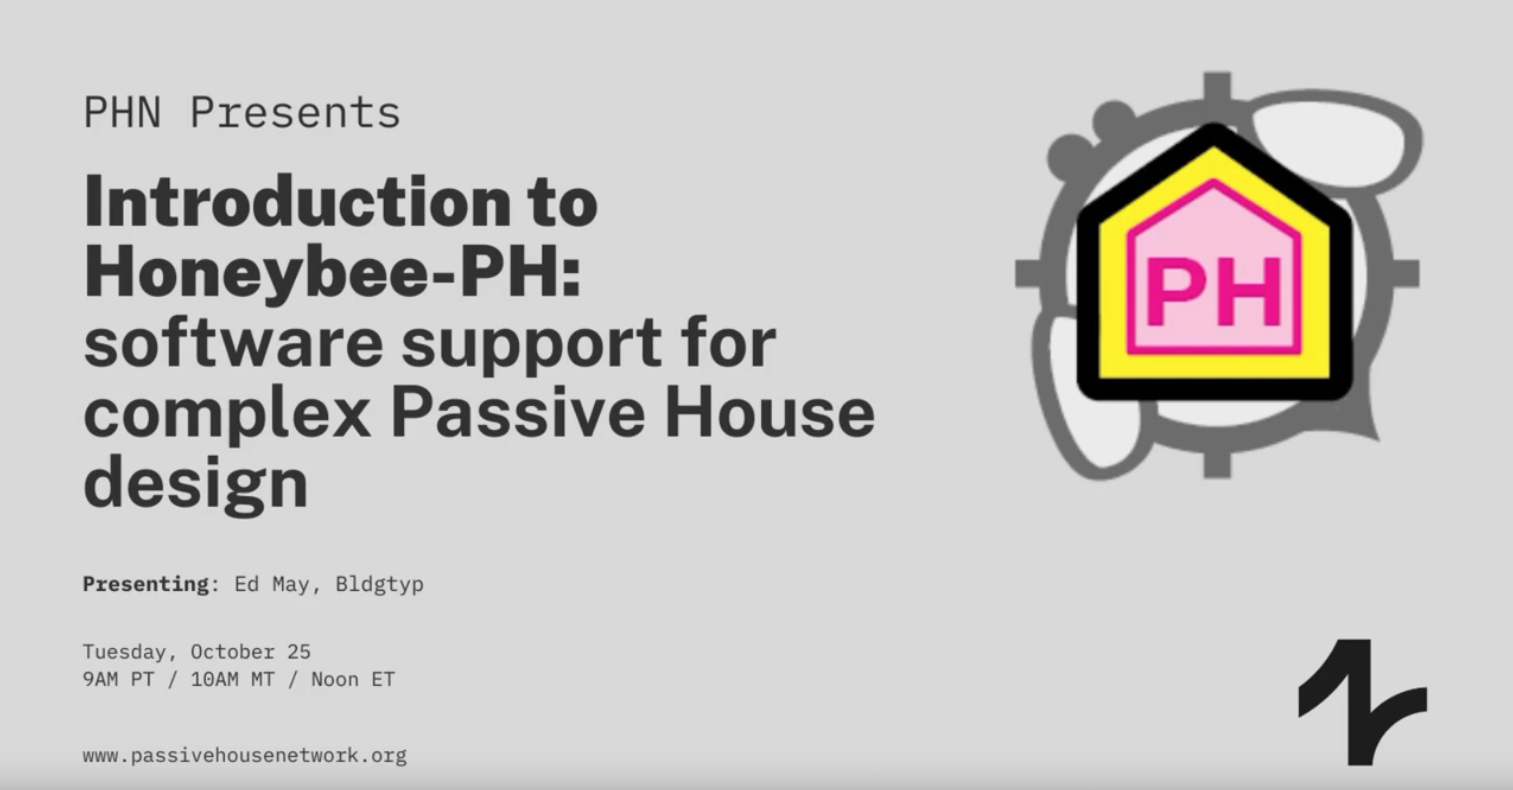 PHN Presents
Introduction to
Honeybee-PH:
software support for
complex Passive House
design
PH
Presenting: Ed May, Bldgtyp
Tuesday, October 25
9AM PT / 10AM MT / Noon ET
www.passivehousenetwork.org